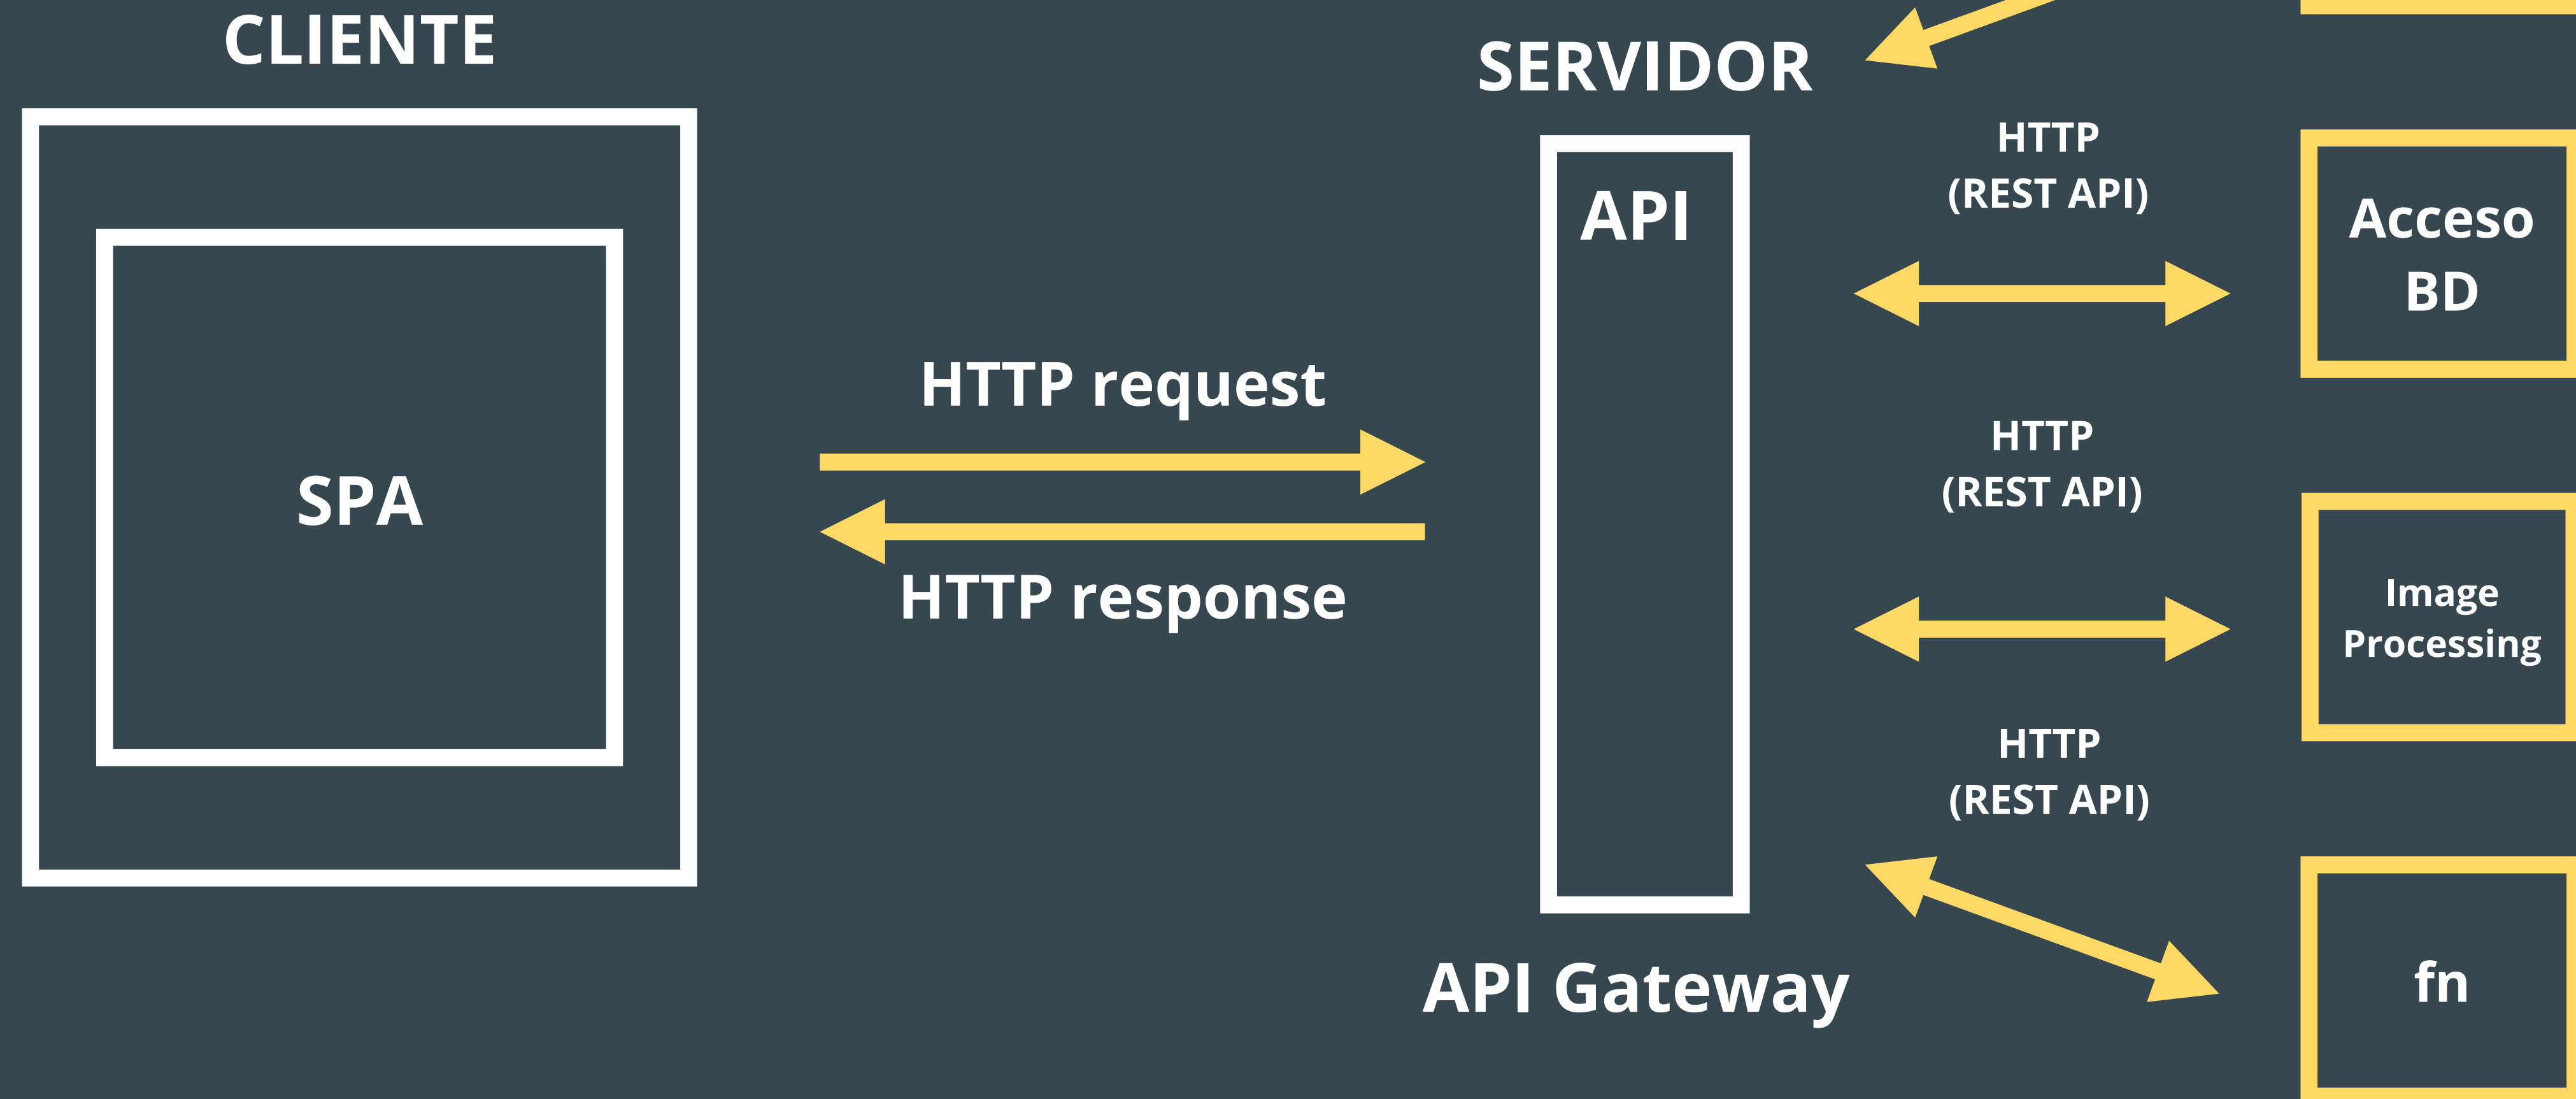 CLIENTE
SPA
HTTP request
HTTP response
SERVIDOR
API
API Gateway
HTTP
(REST API)
HTTP
(REST API)
HTTP
(REST API)
Acceso
BD
Image
Processing
fn